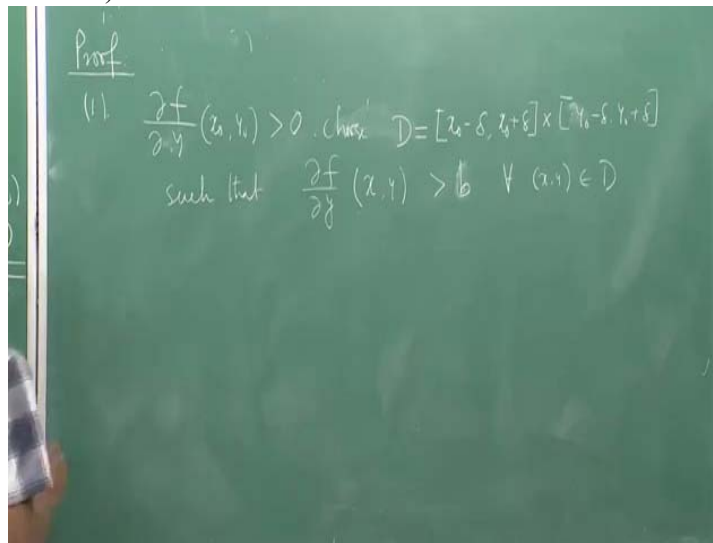 Proof
(1). ∂f/∂y (x₀, y₀) > 0. choose D = [x₀-δ, x₀+δ] × [y₀-δ, y₀+δ]
such that ∂f/∂y (x, y) > b ∀ (x, y) ∈ D